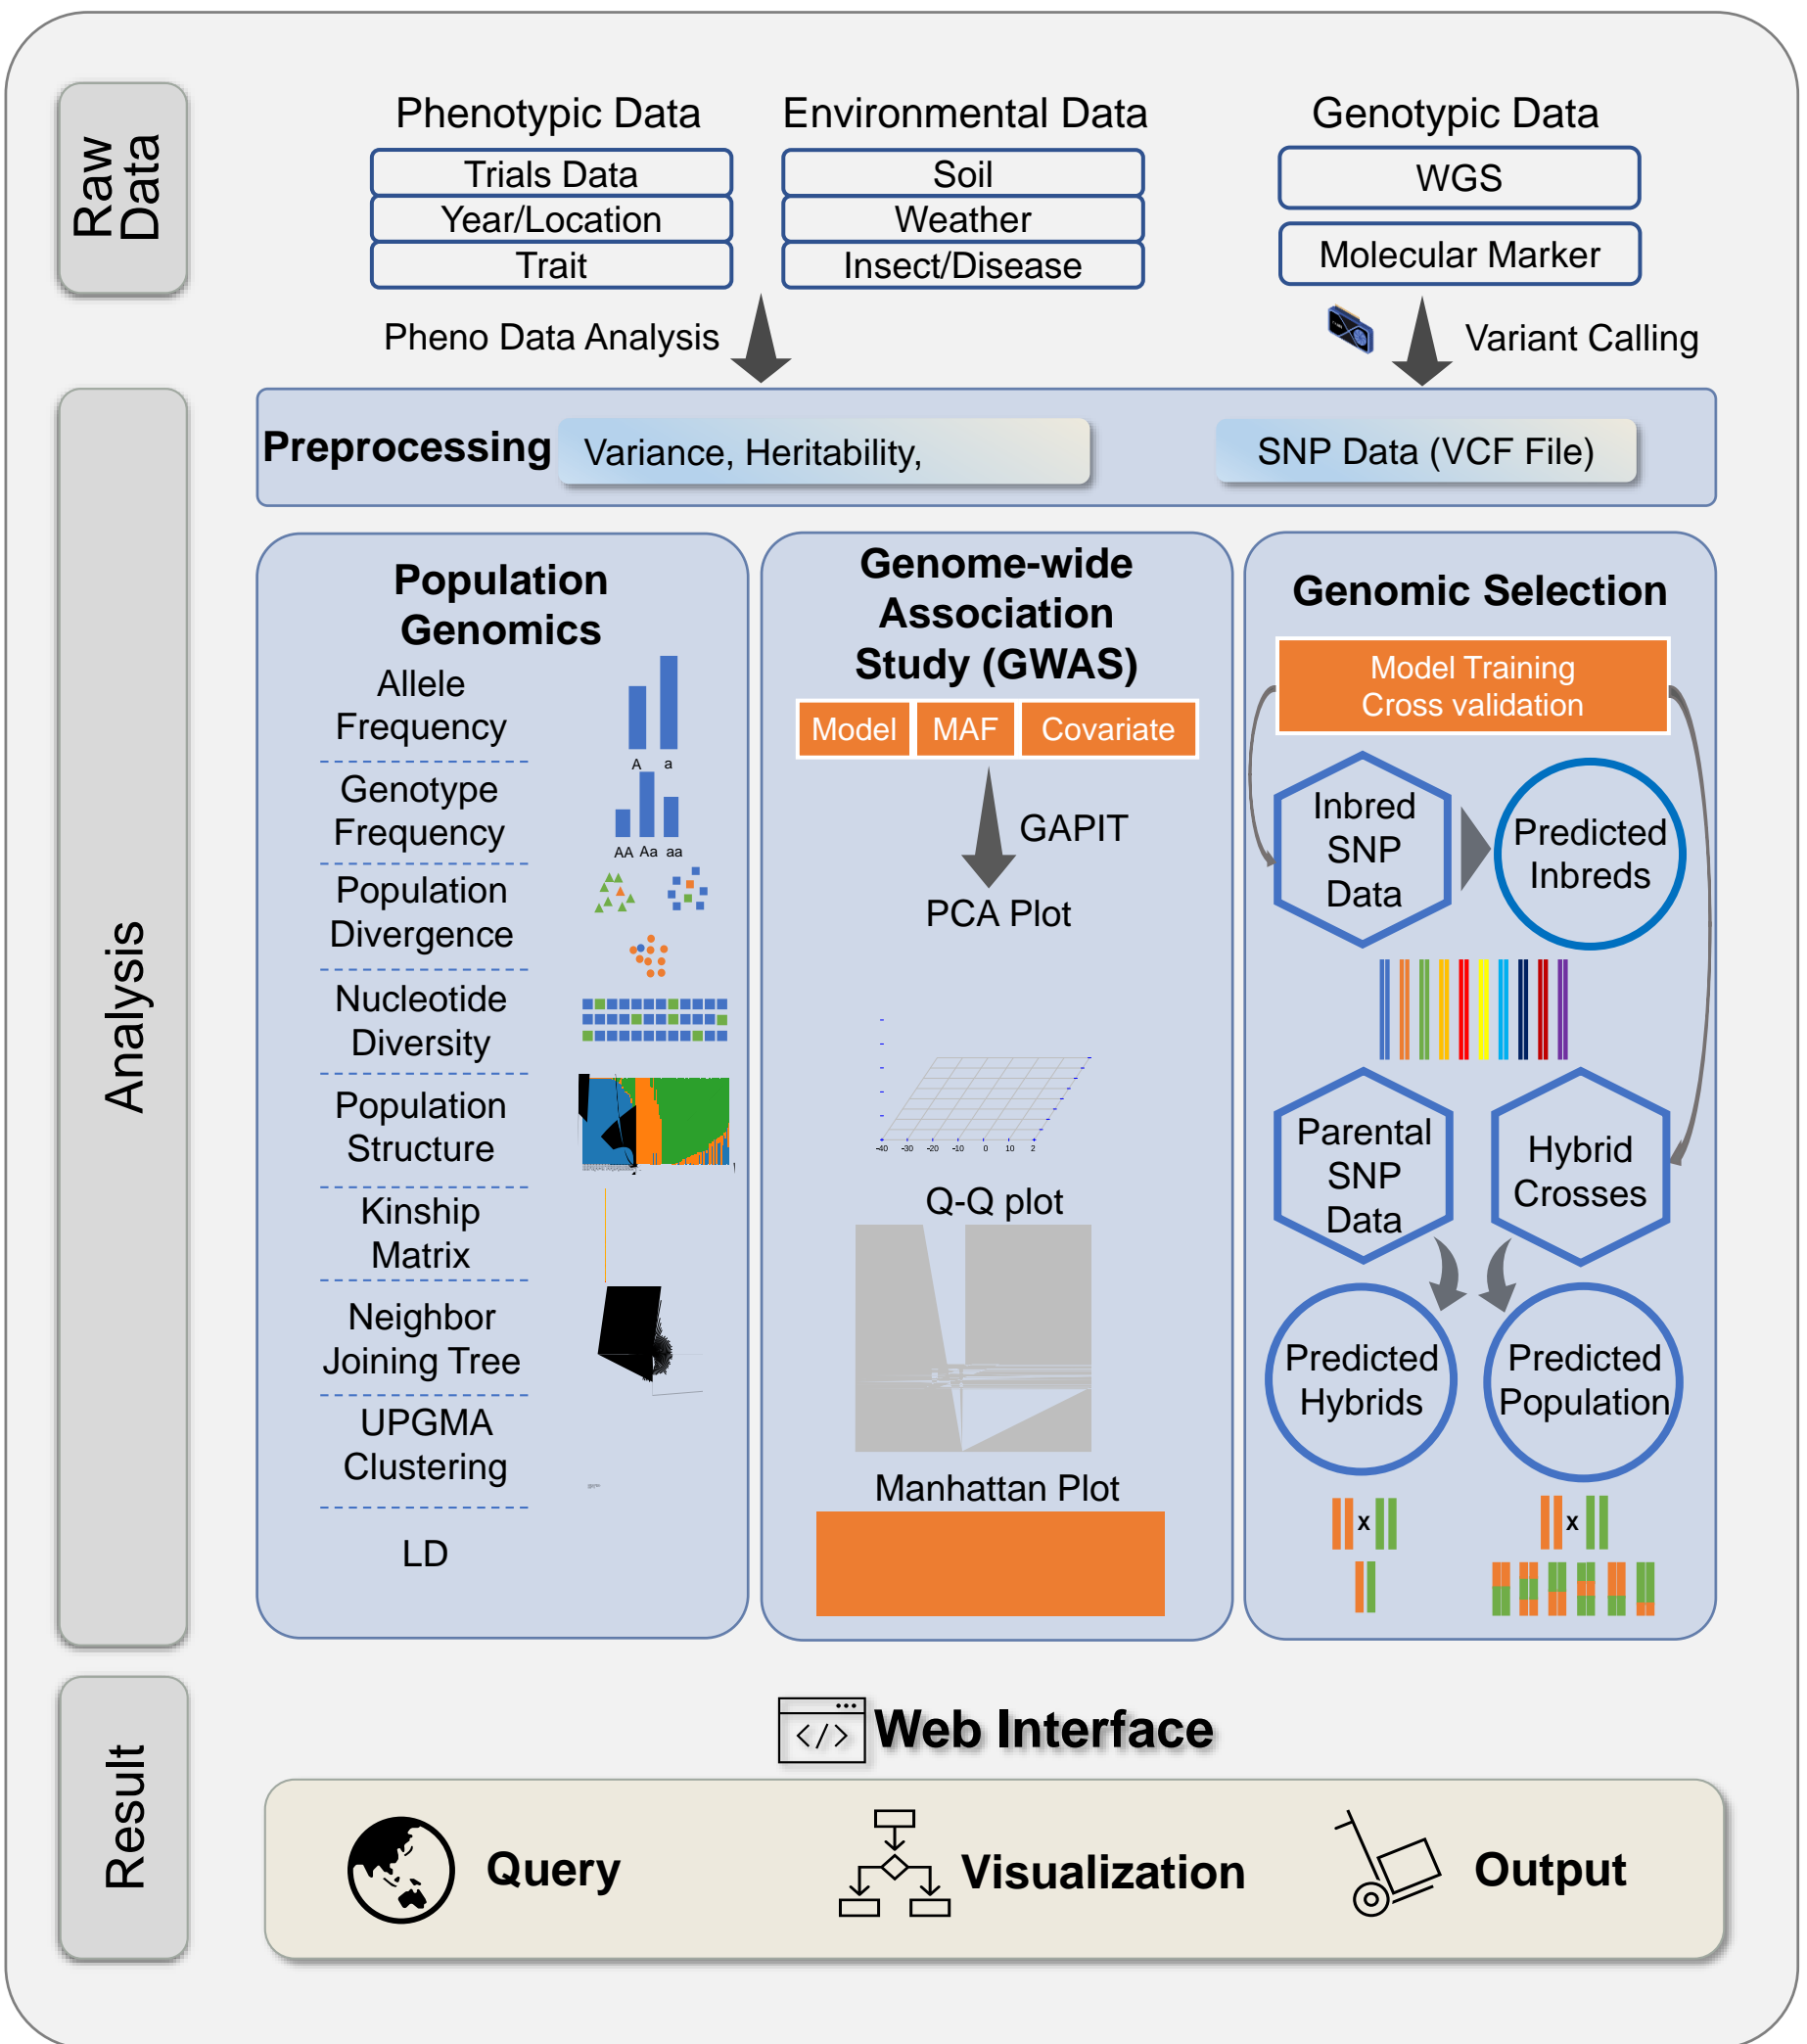 Raw
Data
Phenotypic Data
Trials Data
Year/Location
Trait
Environmental Data
Soil
Weather
Insect/Disease
Genotypic Data
WGS
Molecular Marker
Pheno Data Analysis
Variant Calling
Analysis
Preprocessing
Variance, Heritability,
SNP Data (VCF File)
Population
Genomics
Allele
Frequency
A a
Genotype
Frequency
AA Aa aa
Population
Divergence
Nucleotide
Diversity
Population
Structure
Kinship
Matrix
Neighbor
Joining Tree
UPGMA
Clustering
LD
Genome-wide
Association
Study (GWAS)
Model
MAF
Covariate
GAPIT
PCA Plot
-40 -30 -20 -10 0 10 2
Q-Q plot
Manhattan Plot
Genomic Selection
Model Training
Cross validation
Inbred
SNP
Data
Predicted
Inbreds
Parental
SNP
Data
Hybrid
Crosses
Predicted
Hybrids
Predicted
Population
x
x
Result
</>
Web Interface
Query
Visualization
Output